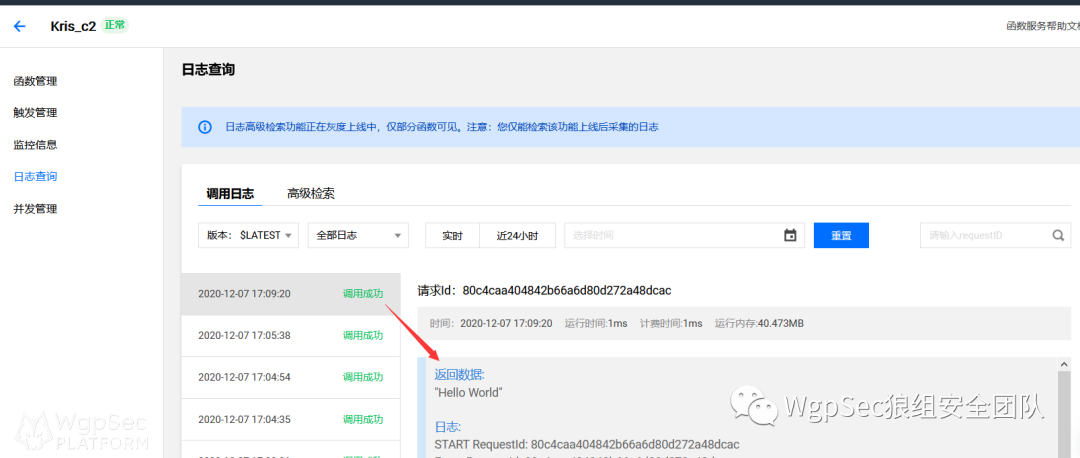 Kris_c2 正常
函数服务帮助文档
函数管理
触发管理
监控信息
日志查询
并发管理
日志查询
日志高级检索功能正在灰度上线中，仅部分函数可见。注意：您仅能检索该功能上线后采集的日志
调用日志 高级检索
版本： $LATEST 全部日志 实时 近24小时 选择时间 重置 请输入requestID
2020-12-07 17:09:20 调用成功
2020-12-07 17:05:38 调用成功
2020-12-07 17:04:54 调用成功
2020-12-07 17:04:35 调用成功
请求Id：80c4caa404842b66a6d80d272a48dcac
时间：2020-12-07 17:09:20 运行时间:1ms 计费时间:1ms 运行内存:40.473MB
返回数据:
"Hello World"
日志:
START RequestId: 80c4caa404842b66a6d80d272a48dcac
WgpSec狼组安全团队
WgpSec
PLATFORM